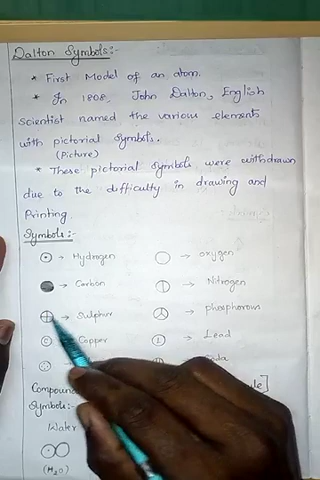 Dalton Symbols:-
* First Model of an atom.
* In 1808, John Dalton, English
scientist named the various elements
with pictorial symbols.
(Picture)
* These pictorial symbols were withdrawn
due to the difficulty in drawing and
Printing.
Symbols:-
→ Hydrogen → oxygen
→ Carbon → Nitrogen
→ Sulphur → phosphorous
C → Copper L → Lead
Compound
Symbols:-
Water
(H2O)